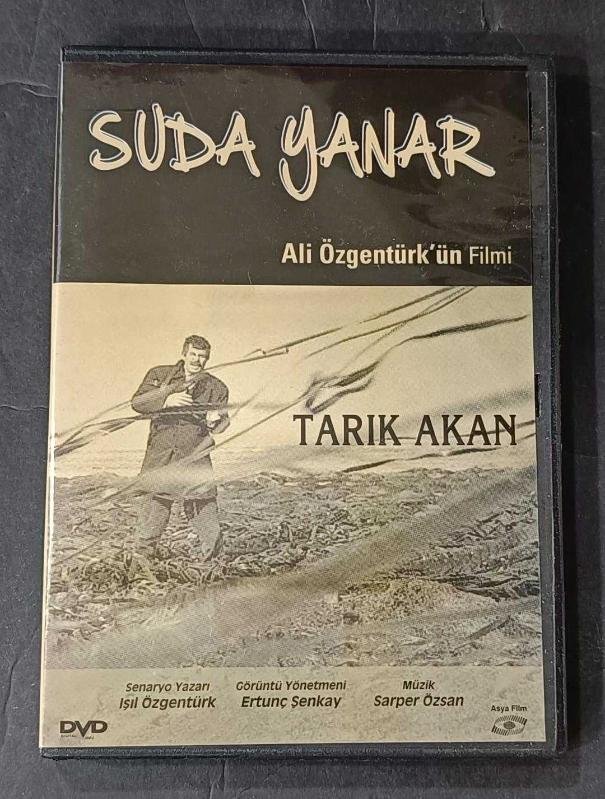 SUDA YANAR
Ali Özgentürk'ün Filmi
TARIK AKAN
Senaryo Yazarı
Işıl Özgentürk
Görüntü Yönetmeni
Ertunç Şenkay
Müzik
Sarper Özsan
Asya Film
DVD